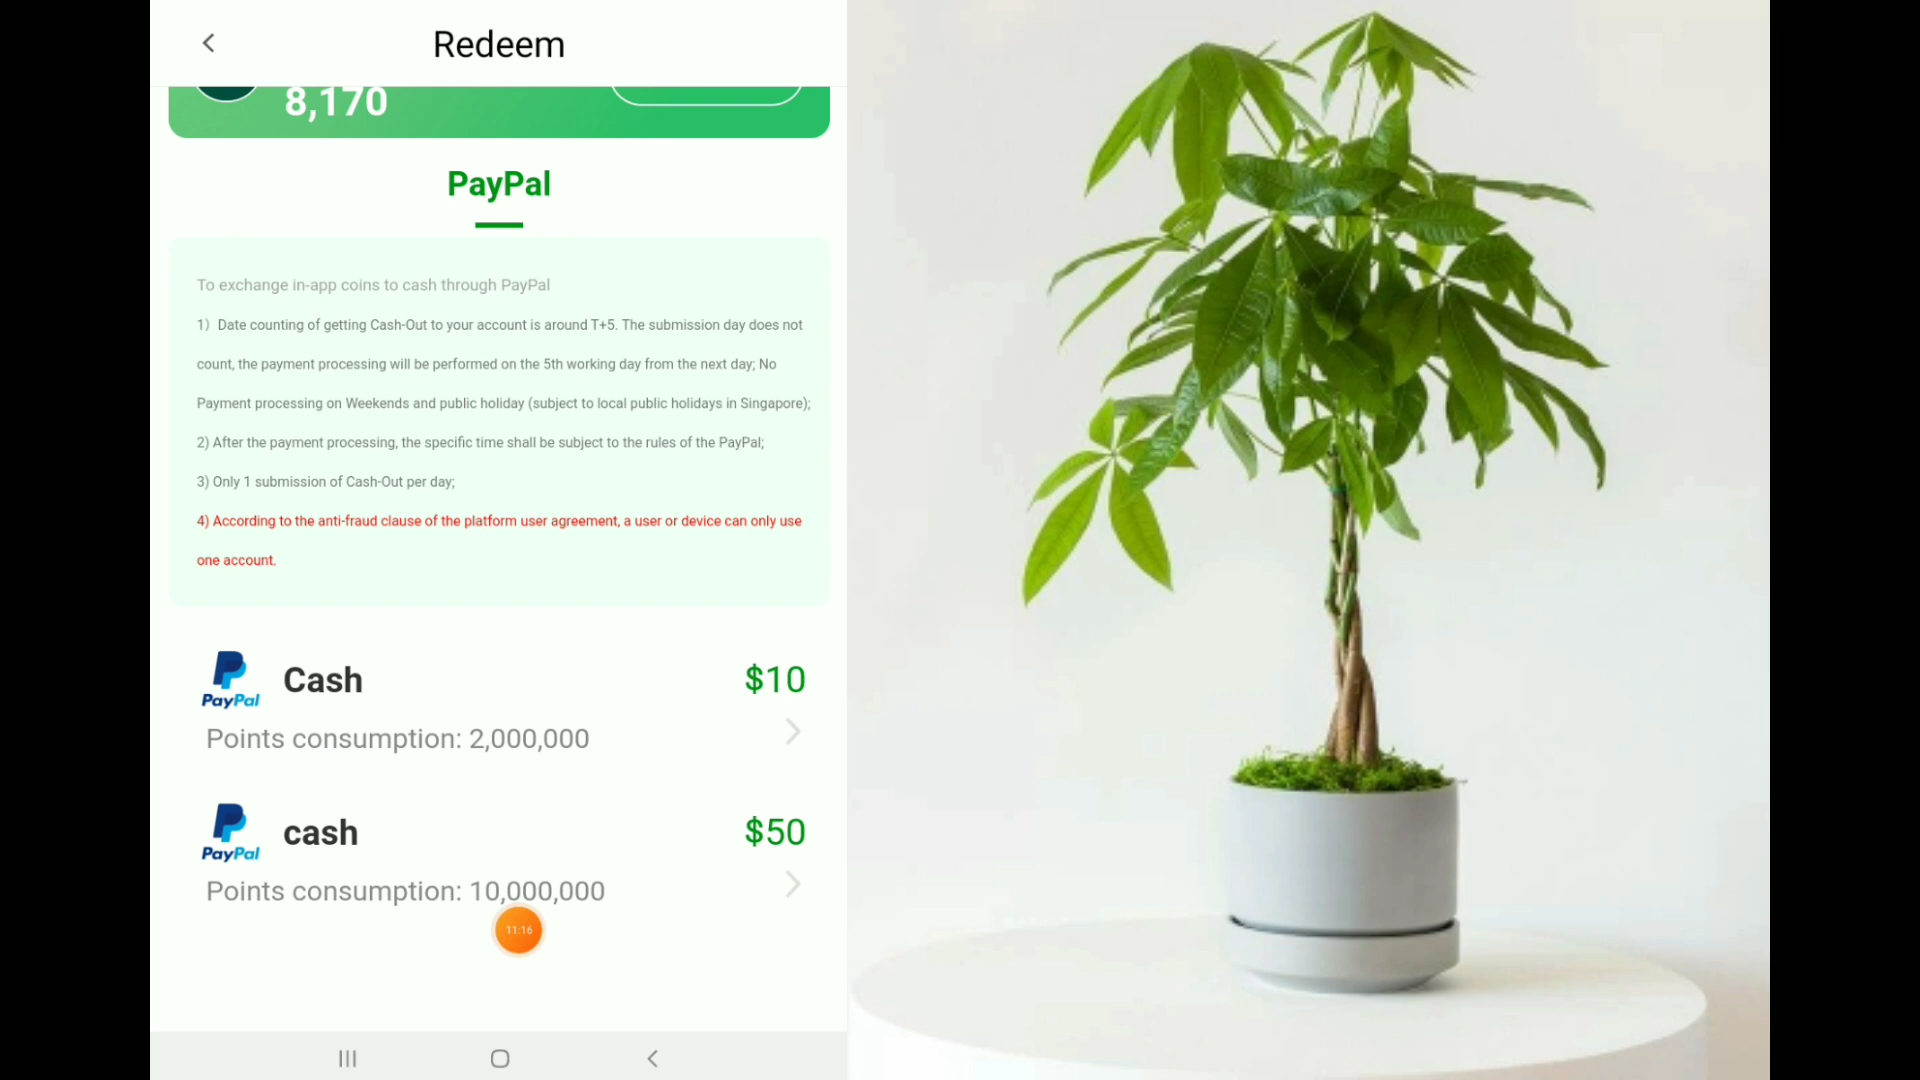 Redeem
8,170
PayPal
To exchange in-app coins to cash through PayPal
1) Date counting of getting Cash-Out to your account is around T+5. The submission day does not
count, the payment processing will be performed on the 5th working day from the next day; No
Payment processing on Weekends and public holiday (subject to local public holidays in Singapore);
2) After the payment processing, the specific time shall be subject to the rules of the PayPal;
3) Only 1 submission of Cash-Out per day;
4) According to the anti-fraud clause of the platform user agreement, a user or device can only use
one account.
PayPal
Cash
$10
Points consumption: 2,000,000
PayPal
cash
$50
Points consumption: 10,000,000
11:16